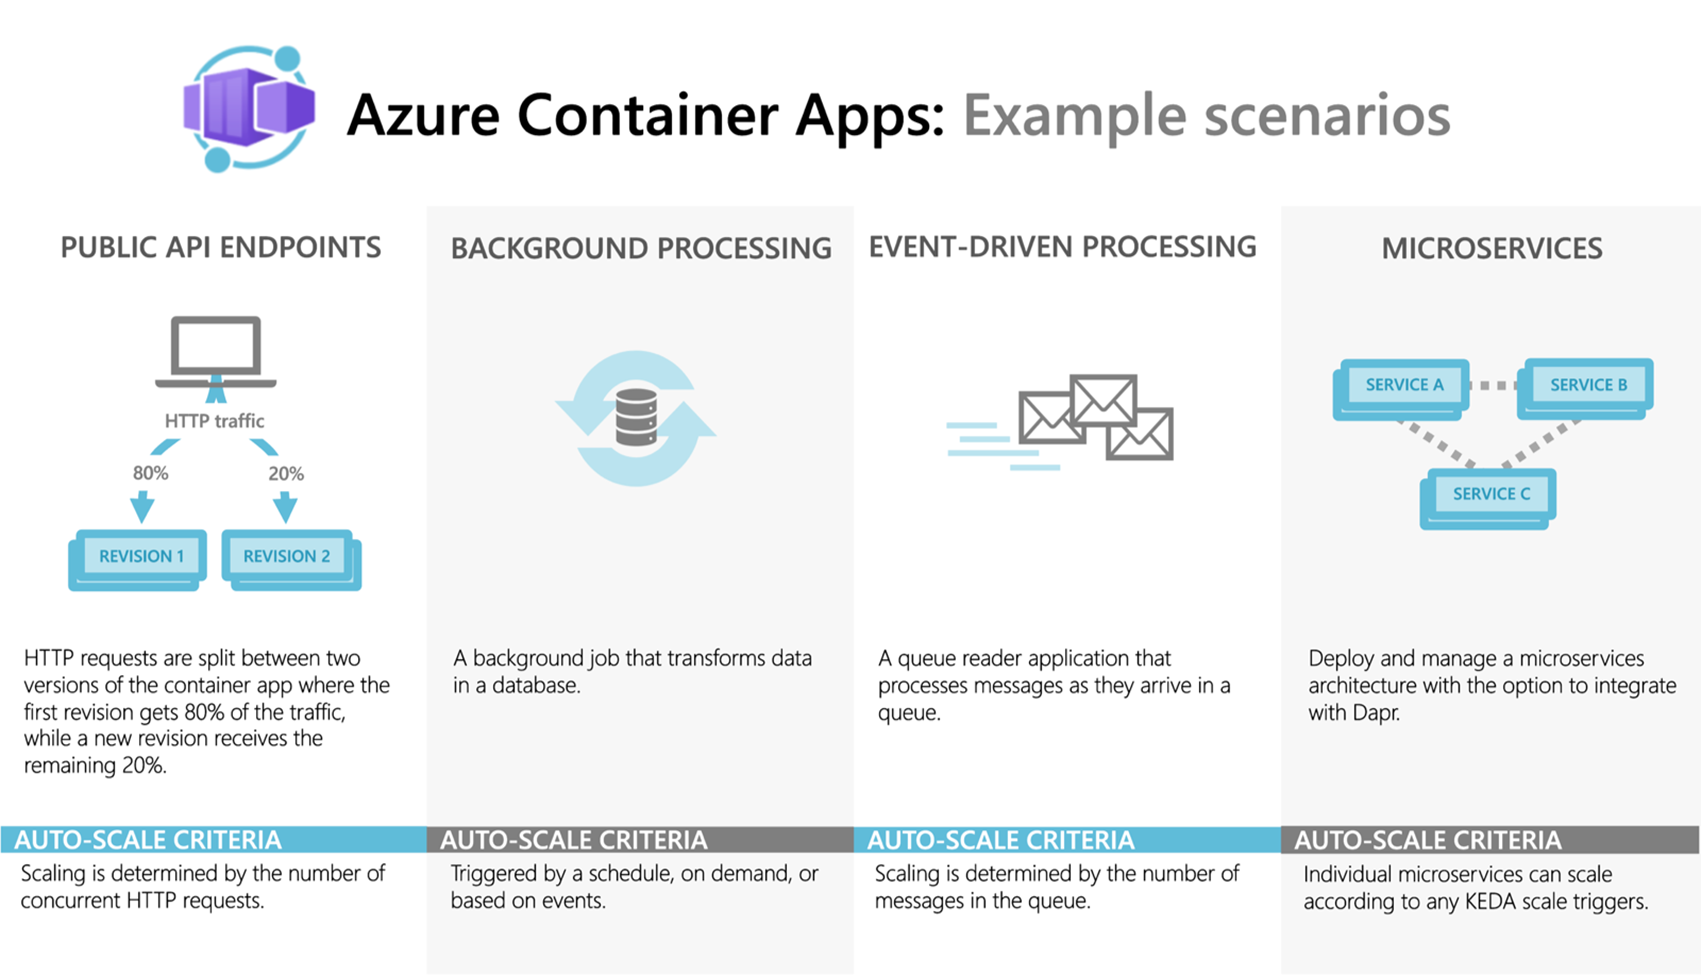 Azure Container Apps: Example scenarios
PUBLIC API ENDPOINTS
HTTP traffic
80%
20%
REVISION 1
REVISION 2
HTTP requests are split between two
versions of the container app where the
first revision gets 80% of the traffic,
while a new revision receives the
remaining 20%.
AUTO-SCALE CRITERIA
Scaling is determined by the number of
concurrent HTTP requests.
BACKGROUND PROCESSING
A background job that transforms data
in a database.
AUTO-SCALE CRITERIA
Triggered by a schedule, on demand, or
based on events.
EVENT-DRIVEN PROCESSING
A queue reader application that
processes messages as they arrive in a
queue.
AUTO-SCALE CRITERIA
Scaling is determined by the number of
messages in the queue.
MICROSERVICES
SERVICE A
SERVICE B
SERVICE C
Deploy and manage a microservices
architecture with the option to integrate
with Dapr.
AUTO-SCALE CRITERIA
Individual microservices can scale
according to any KEDA scale triggers.